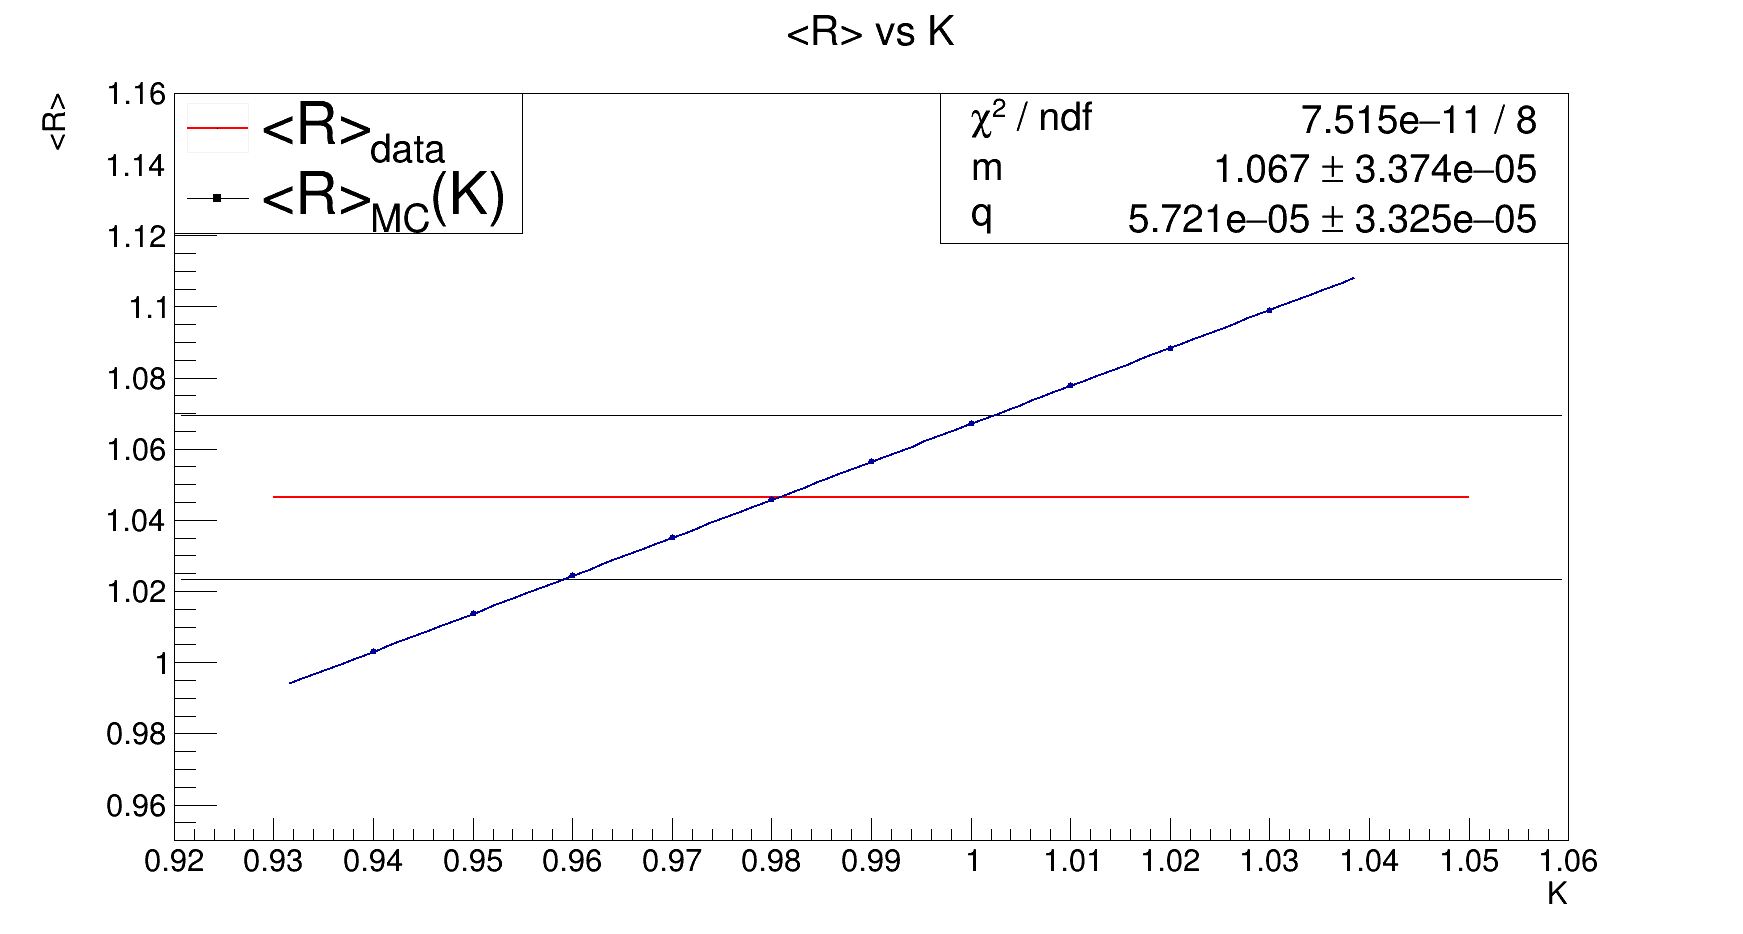 <R> vs K
<R>
1.16
1.14
1.12
1.1
1.08
1.06
1.04
1.02
1
0.98
0.96
<R>data
<R>MC(K)
χ² / ndf 7.515e−11 / 8
m 1.067 ± 3.374e−05
q 5.721e−05 ± 3.325e−05
0.92 0.93 0.94 0.95 0.96 0.97 0.98 0.99 1 1.01 1.02 1.03 1.04 1.05 1.06
K